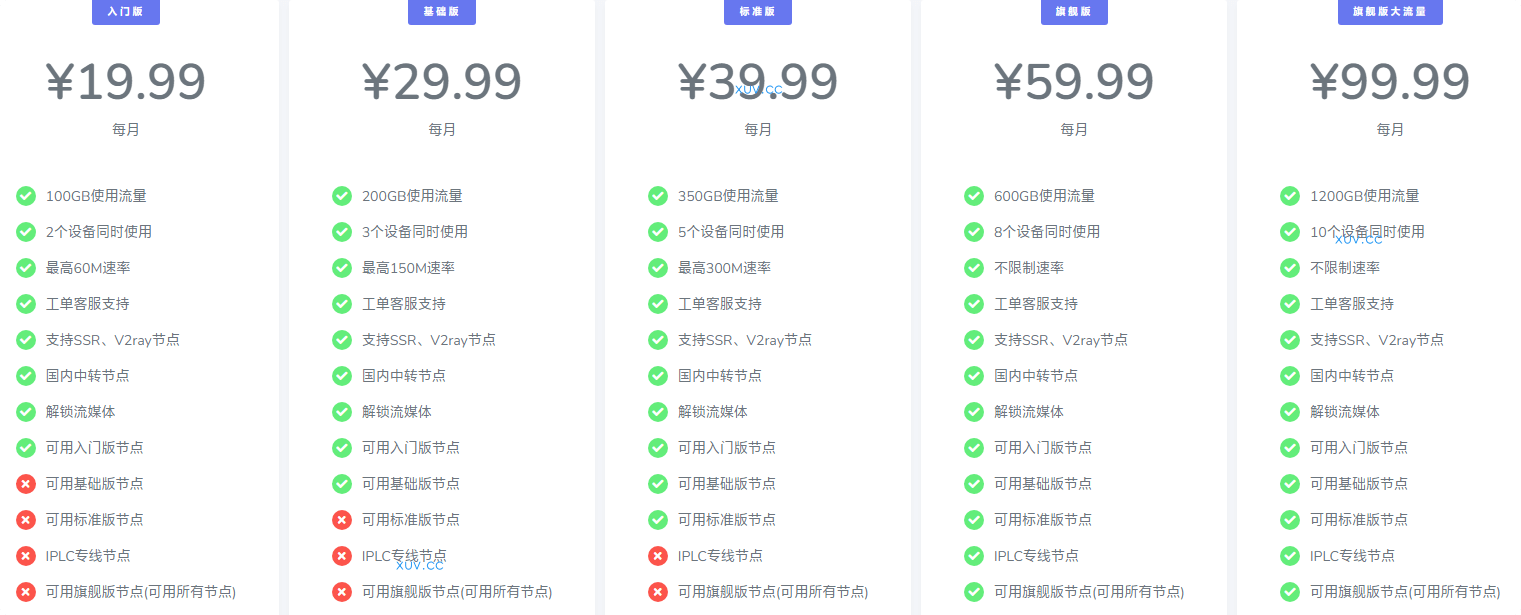 入门版
¥19.99
每月
100GB使用流量
2个设备同时使用
最高60M速率
工单客服支持
支持SSR、V2ray节点
国内中转节点
解锁流媒体
可用入门版节点
可用基础版节点
可用标准版节点
IPLC专线节点
可用旗舰版节点(可用所有节点)
基础版
¥29.99
每月
200GB使用流量
3个设备同时使用
最高150M速率
工单客服支持
支持SSR、V2ray节点
国内中转节点
解锁流媒体
可用入门版节点
可用基础版节点
可用标准版节点
IPLC专线节点
XUV.CC
可用旗舰版节点(可用所有节点)
标准版
¥39.99
XUV.CC
每月
350GB使用流量
5个设备同时使用
最高300M速率
工单客服支持
支持SSR、V2ray节点
国内中转节点
解锁流媒体
可用入门版节点
可用基础版节点
可用标准版节点
IPLC专线节点
可用旗舰版节点(可用所有节点)
旗舰版
¥59.99
每月
600GB使用流量
8个设备同时使用
不限制速率
工单客服支持
支持SSR、V2ray节点
国内中转节点
解锁流媒体
可用入门版节点
可用基础版节点
可用标准版节点
IPLC专线节点
可用旗舰版节点(可用所有节点)
旗舰版大流量
¥99.99
每月
1200GB使用流量
10个设备同时使用
XUV.CC
不限制速率
工单客服支持
支持SSR、V2ray节点
国内中转节点
解锁流媒体
可用入门版节点
可用基础版节点
可用标准版节点
IPLC专线节点
可用旗舰版节点(可用所有节点)